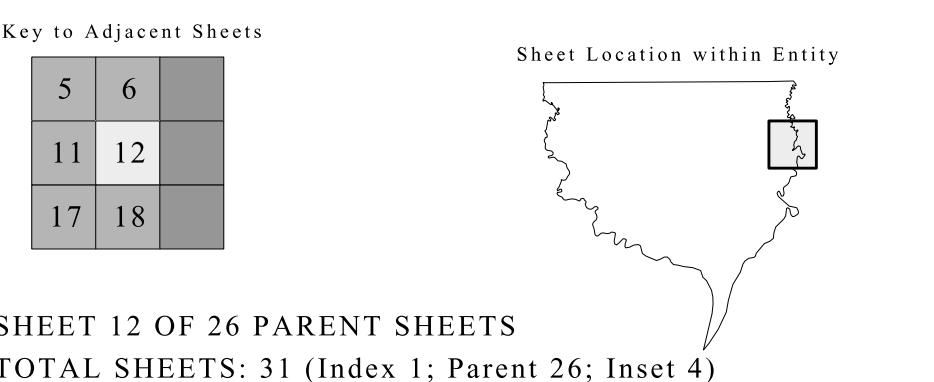 Key to Adjacent Sheets
Sheet Location within Entity
5 6
11 12
17 18
SHEET 12 OF 26 PARENT SHEETS
TOTAL SHEETS: 31 (Index 1; Parent 26; Inset 4)